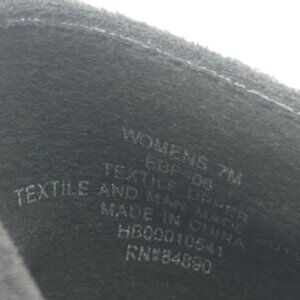 WOMENS 7M
TEXTILE UPPER
TEXTILE AND MAN MADE
MADE IN CHINA
HB00010541
RN#84890